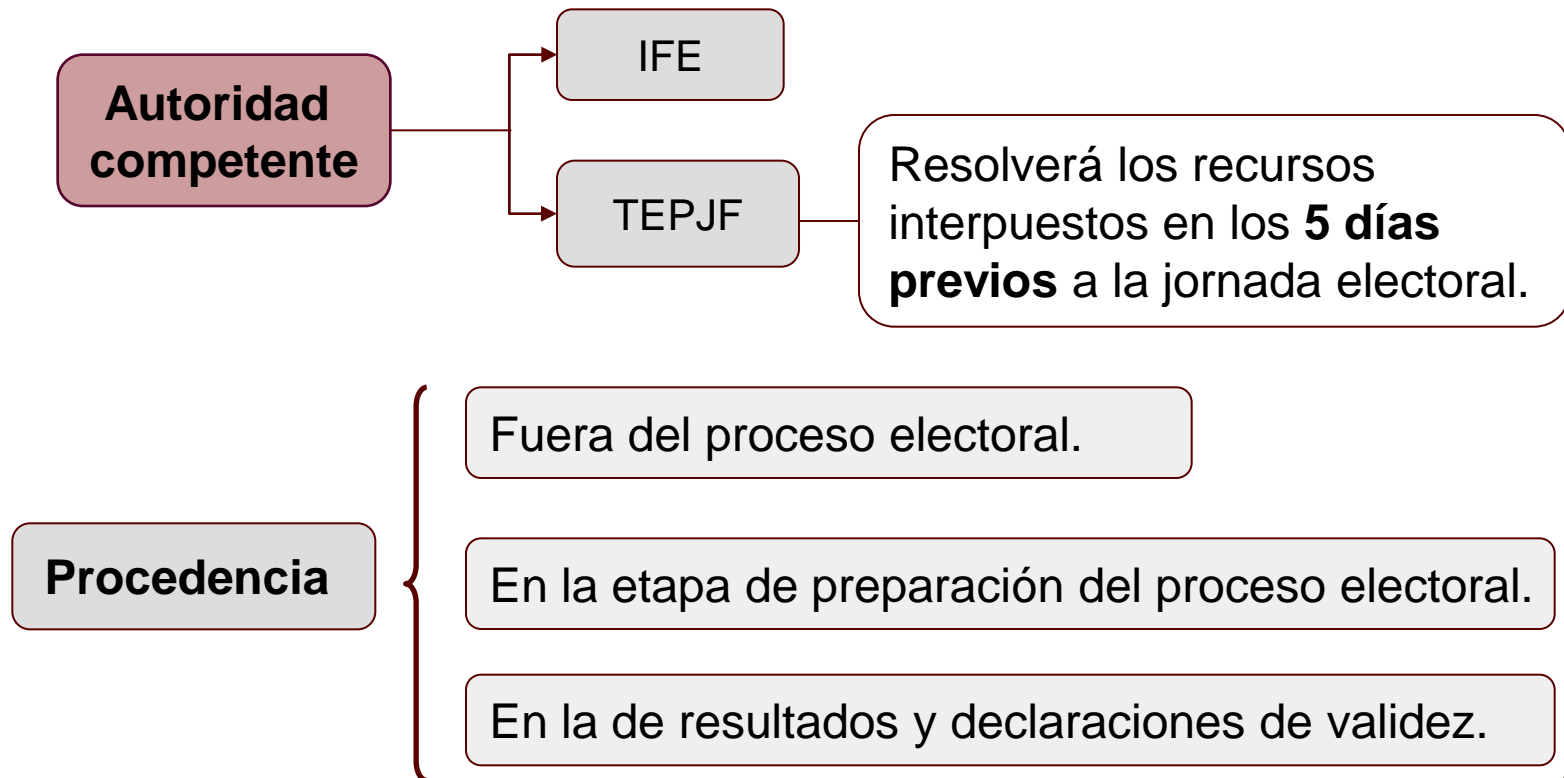 IFE
Autoridad
competente
TEPJF
Resolverá los recursos
interpuestos en los 5 días
previos a la jornada electoral.
Fuera del proceso electoral.
Procedencia
En la etapa de preparación del proceso electoral.
En la de resultados y declaraciones de validez.